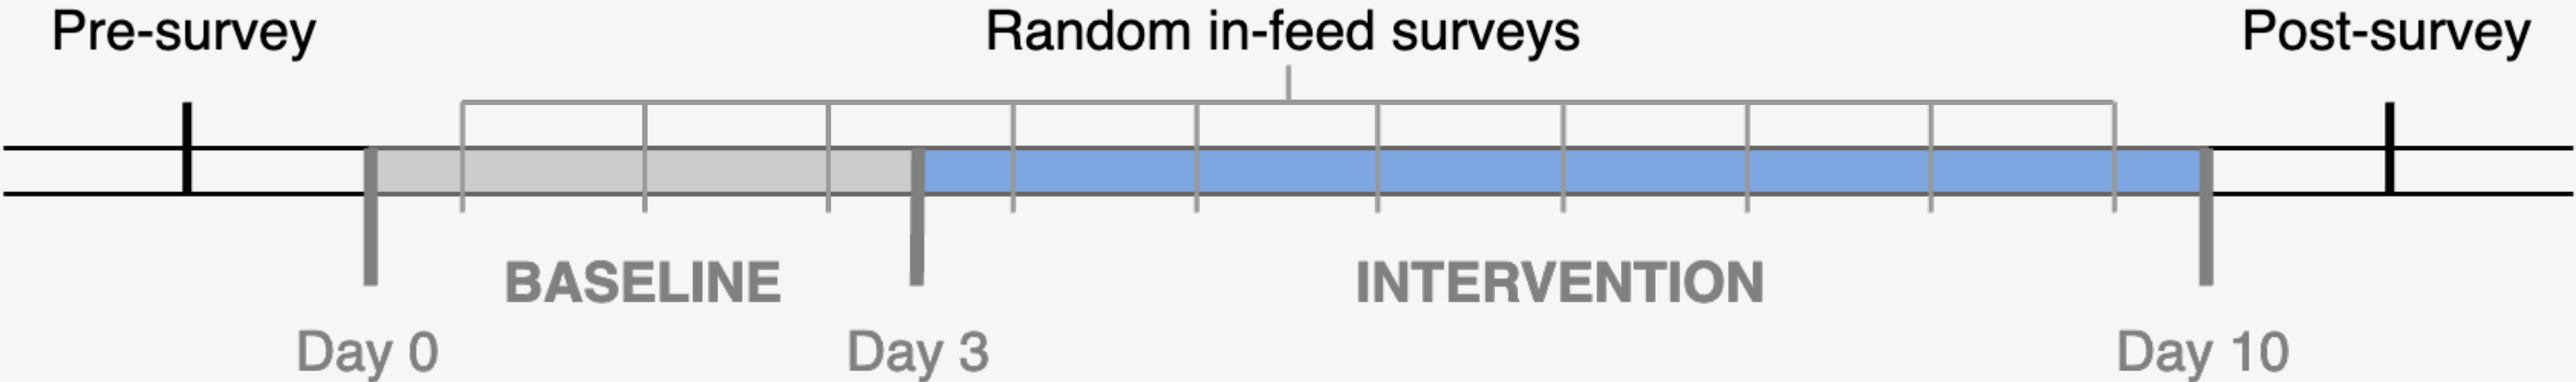 Pre-survey
Random in-feed surveys
Post-survey
BASELINE
INTERVENTION
Day 0
Day 3
Day 10